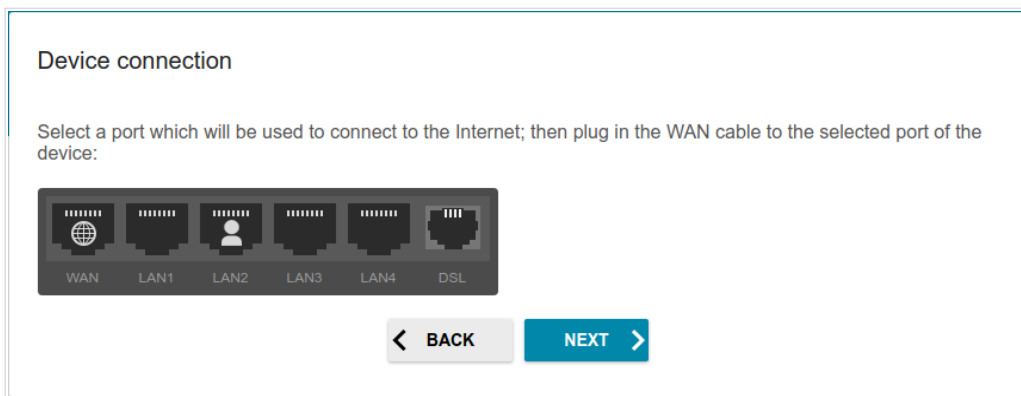 Device connection
Select a port which will be used to connect to the Internet; then plug in the WAN cable to the selected port of the
device:
WAN LAN1 LAN2 LAN3 LAN4 DSL
BACK NEXT